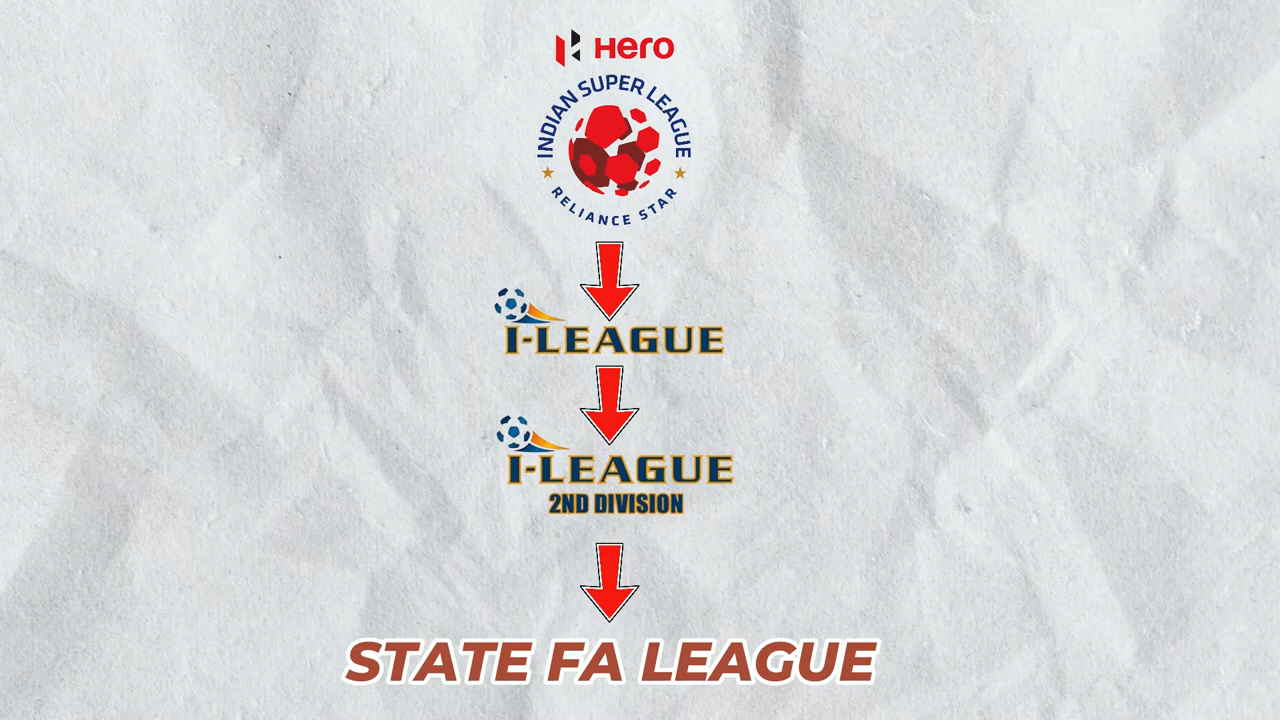 Hero
INDIAN SUPER LEAGUE
RELIANCE STAR
I-LEAGUE
I-LEAGUE
2ND DIVISION
STATE FA LEAGUE